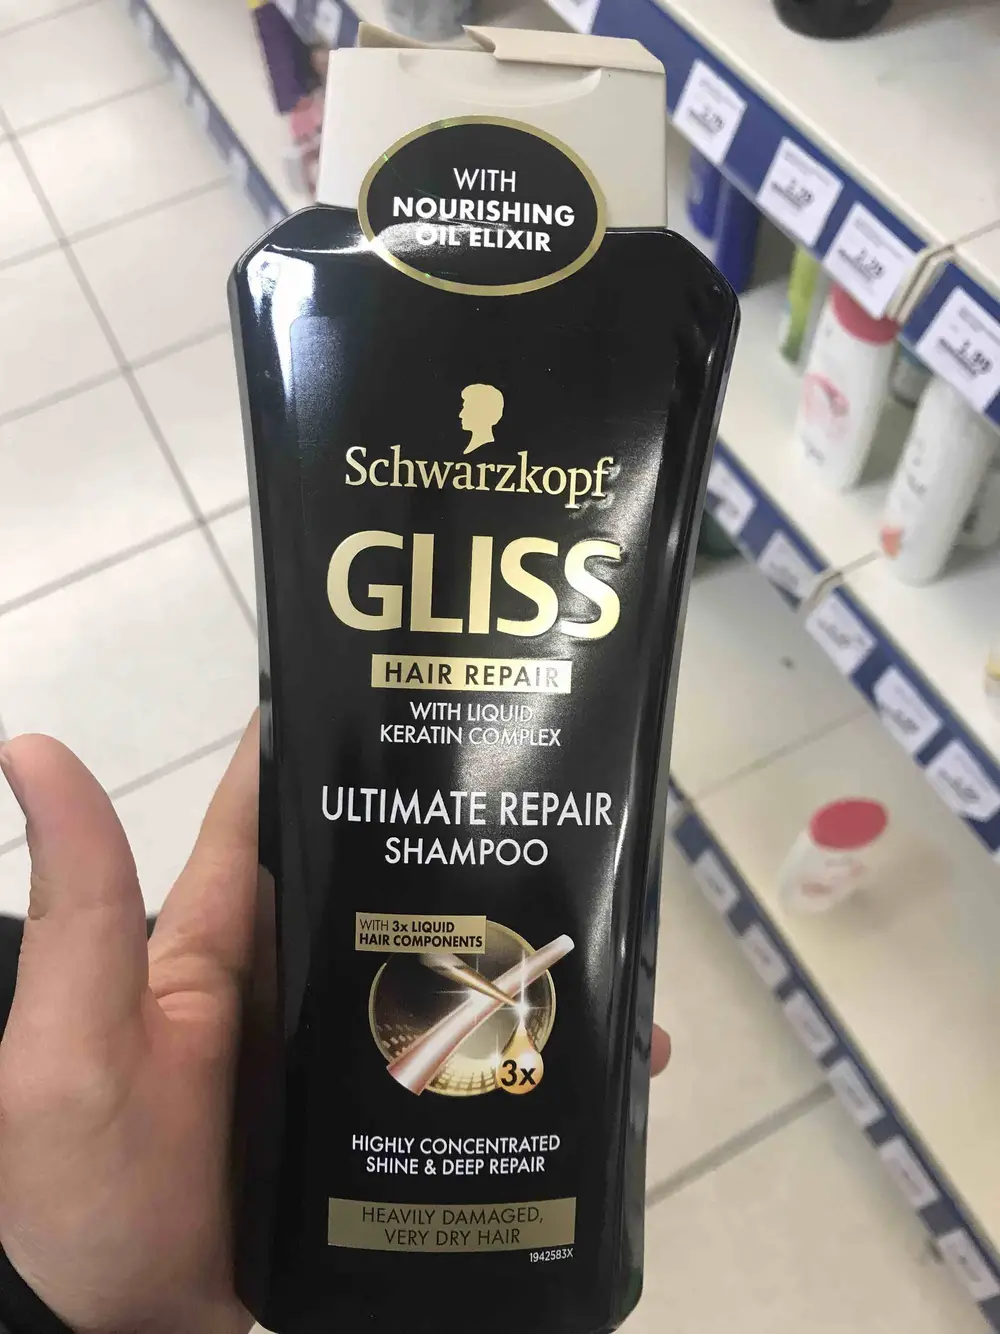 WITH
NOURISHING
OIL ELIXIR
Schwarzkopf
GLISS
HAIR REPAIR
WITH LIQUID
KERATIN COMPLEX
ULTIMATE REPAIR
SHAMPOO
WITH 3x LIQUID
HAIR COMPONENTS
3x
HIGHLY CONCENTRATED
SHINE & DEEP REPAIR
HEAVILY DAMAGED,
VERY DRY HAIR
1942583X